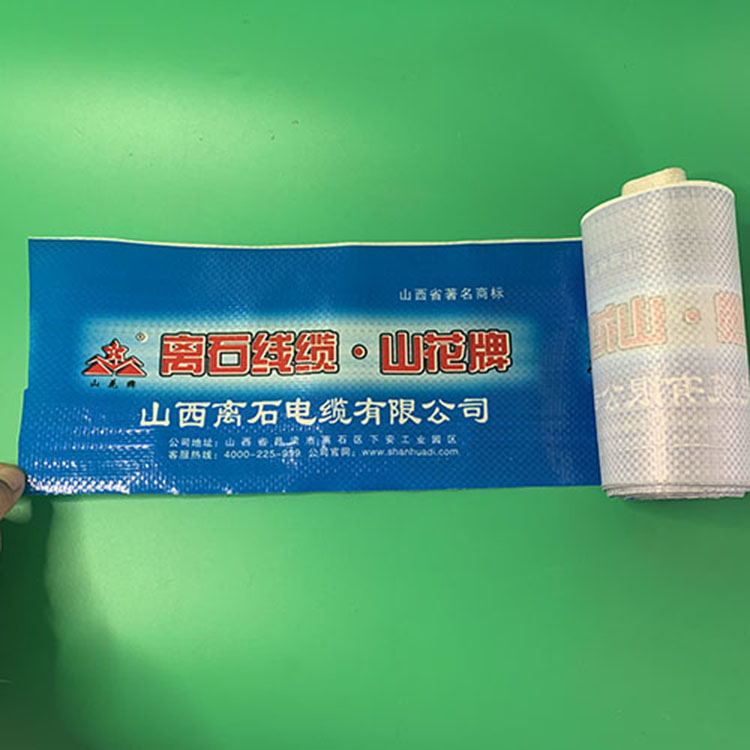 山西省著名商标
®
离石线缆·山花牌
山花牌
山西离石电缆有限公司
公司地址：山西省吕梁市离石区下安工业园区
客服热线：4000-225-999 公司官网：www.shanhuadl.com